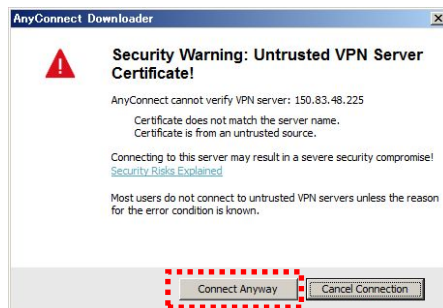 AnyConnect Downloader
Security Warning: Untrusted VPN Server
Certificate!
AnyConnect cannot verify VPN server: 150.83.48.225
Certificate does not match the server name.
Certificate is from an untrusted source.
Connecting to this server may result in a severe security compromise!
Security Risks Explained
Most users do not connect to untrusted VPN servers unless the reason
for the error condition is known.
Connect Anyway
Cancel Connection